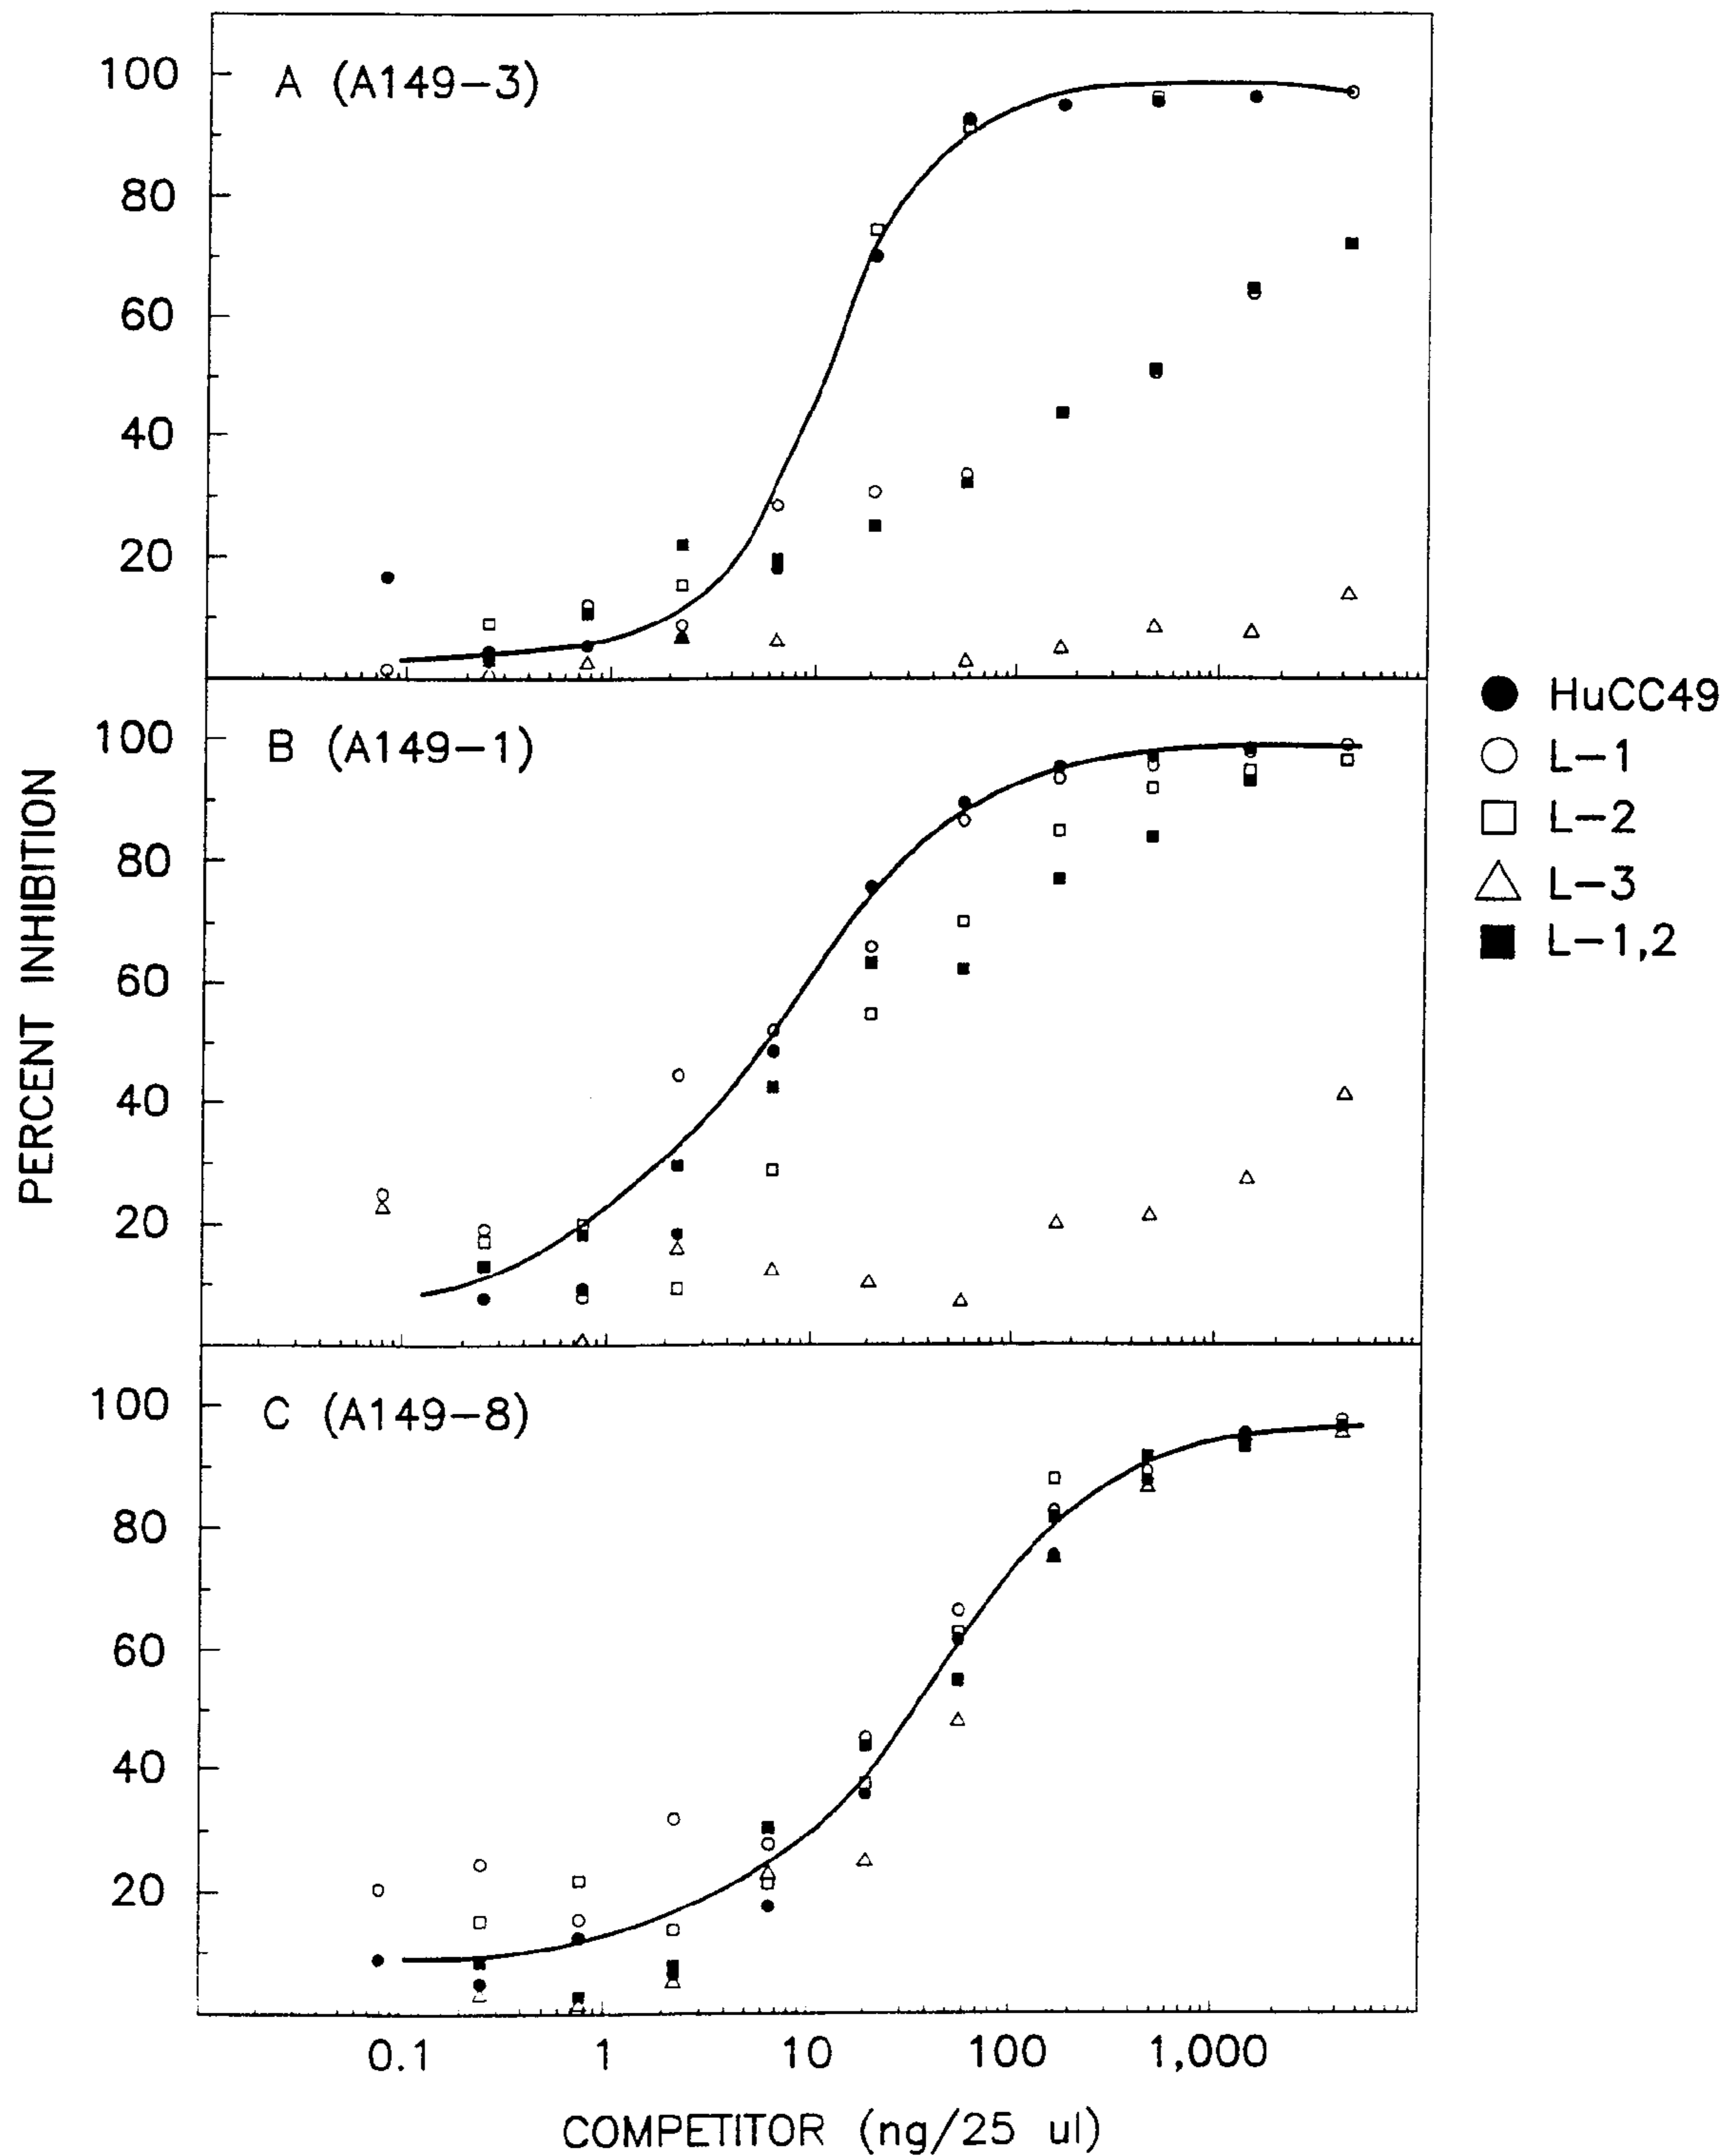 100
A (A149-3)
80
60
40
20
100
B (A149-1)
80
60
40
20
100
C (A149-8)
80
60
40
20
0.1
1
10
100
1,000
PERCENT INHIBITION
COMPETITOR (ng/25 ul)
HuCC49
L-1
L-2
L-3
L-1,2